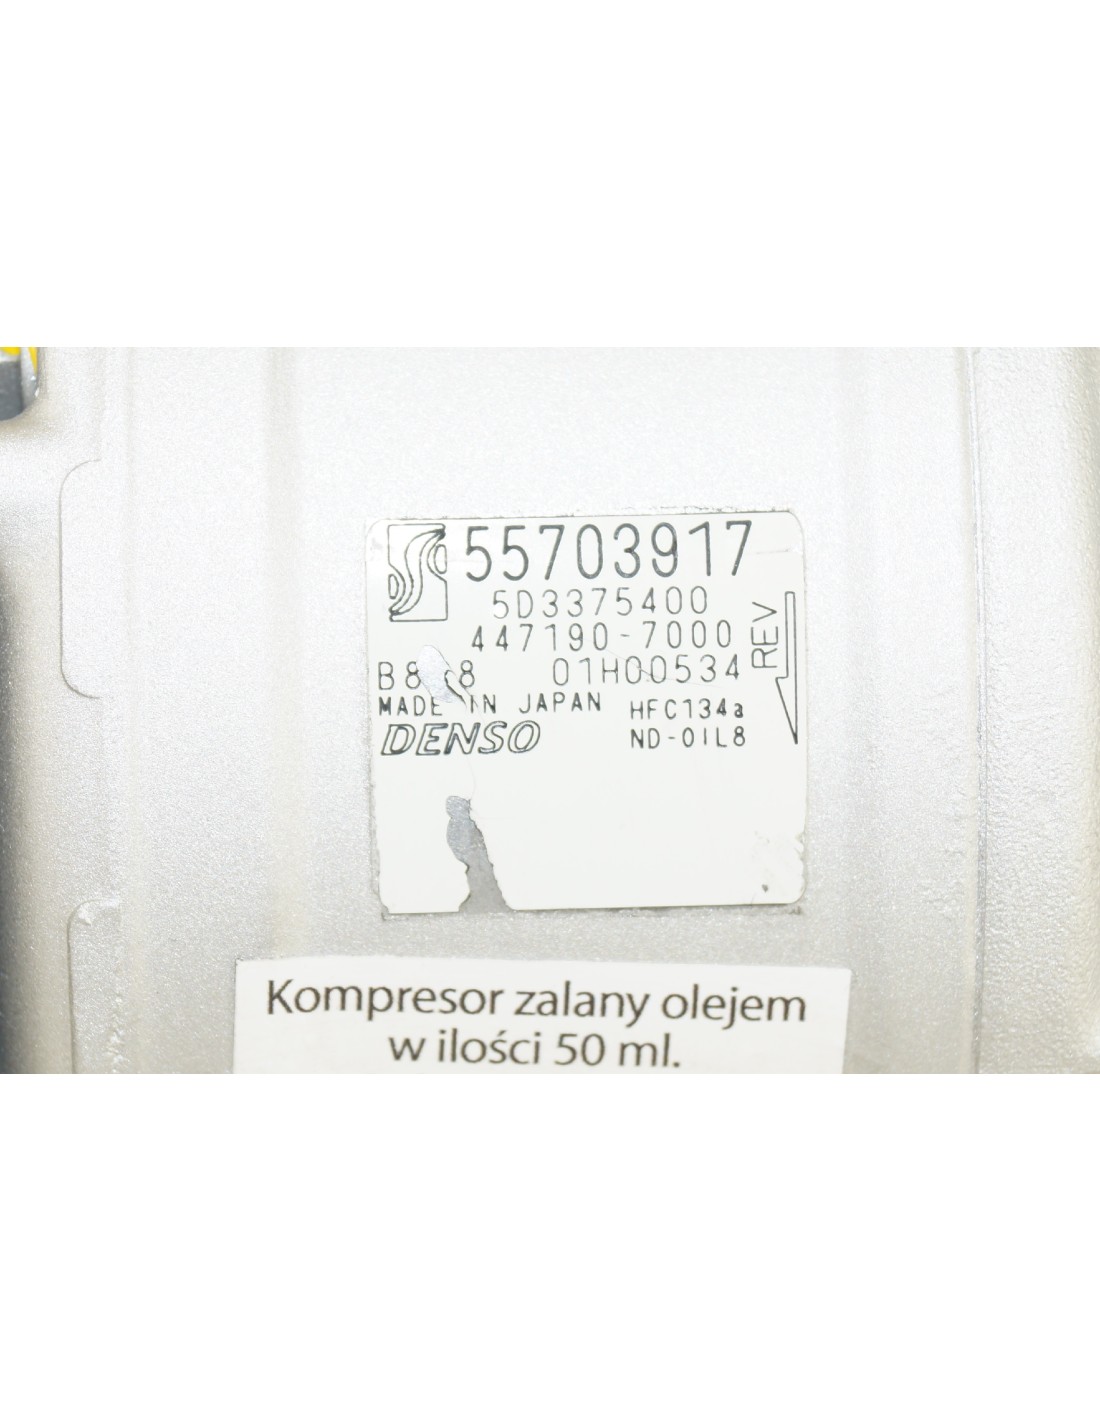 55703917
5D3375400
447190-7000
01H00534
MADE IN JAPAN
HFC134a
DENSO
ND-OIL8
REV
Kompresor zalany olejem
w ilości 50 ml.